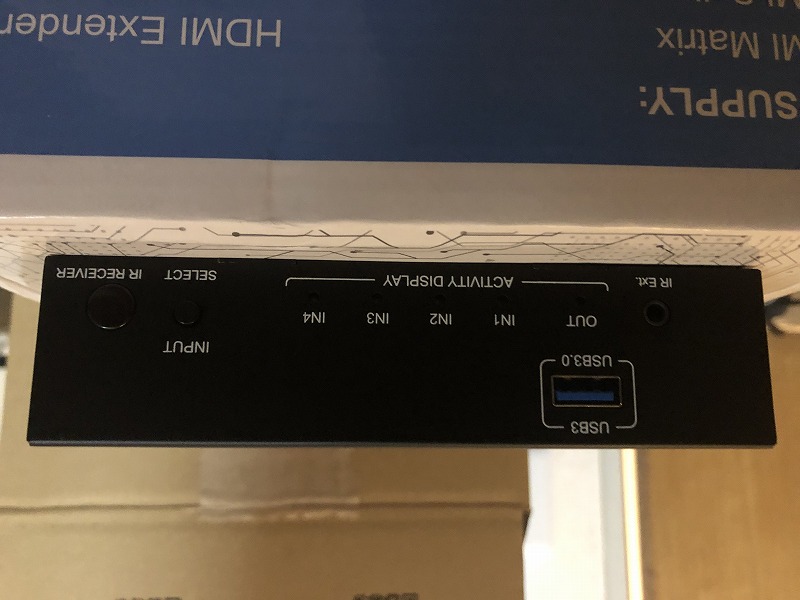 USB3
USB3.0
INPUT
OUT IN1 IN2 IN3 IN4
IR Ext. ACTIVITY DISPLAY SELECT IR RECEIVER
SUPPLY:
MI Matrix HDMI Extender